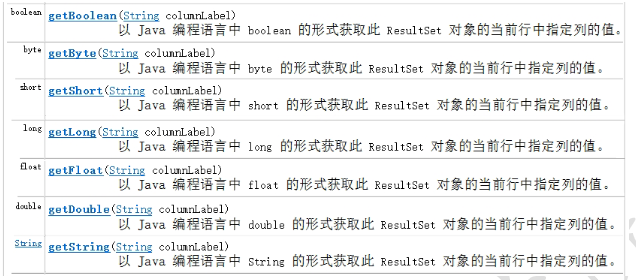 boolean getBoolean(String columnLabel)
以 Java 编程语言中 boolean 的形式获取此 ResultSet 对象的当前行中指定列的值。
byte getByte(String columnLabel)
以 Java 编程语言中 byte 的形式获取此 ResultSet 对象的当前行中指定列的值。
short getShort(String columnLabel)
以 Java 编程语言中 short 的形式获取此 ResultSet 对象的当前行中指定列的值。
long getLong(String columnLabel)
以 Java 编程语言中 long 的形式获取此 ResultSet 对象的当前行中指定列的值。
float getFloat(String columnLabel)
以 Java 编程语言中 float 的形式获取此 ResultSet 对象的当前行中指定列的值。
double getDouble(String columnLabel)
以 Java 编程语言中 double 的形式获取此 ResultSet 对象的当前行中指定列的值。
String getString(String columnLabel)
以 Java 编程语言中 String 的形式获取此 ResultSet 对象的当前行中指定列的值。